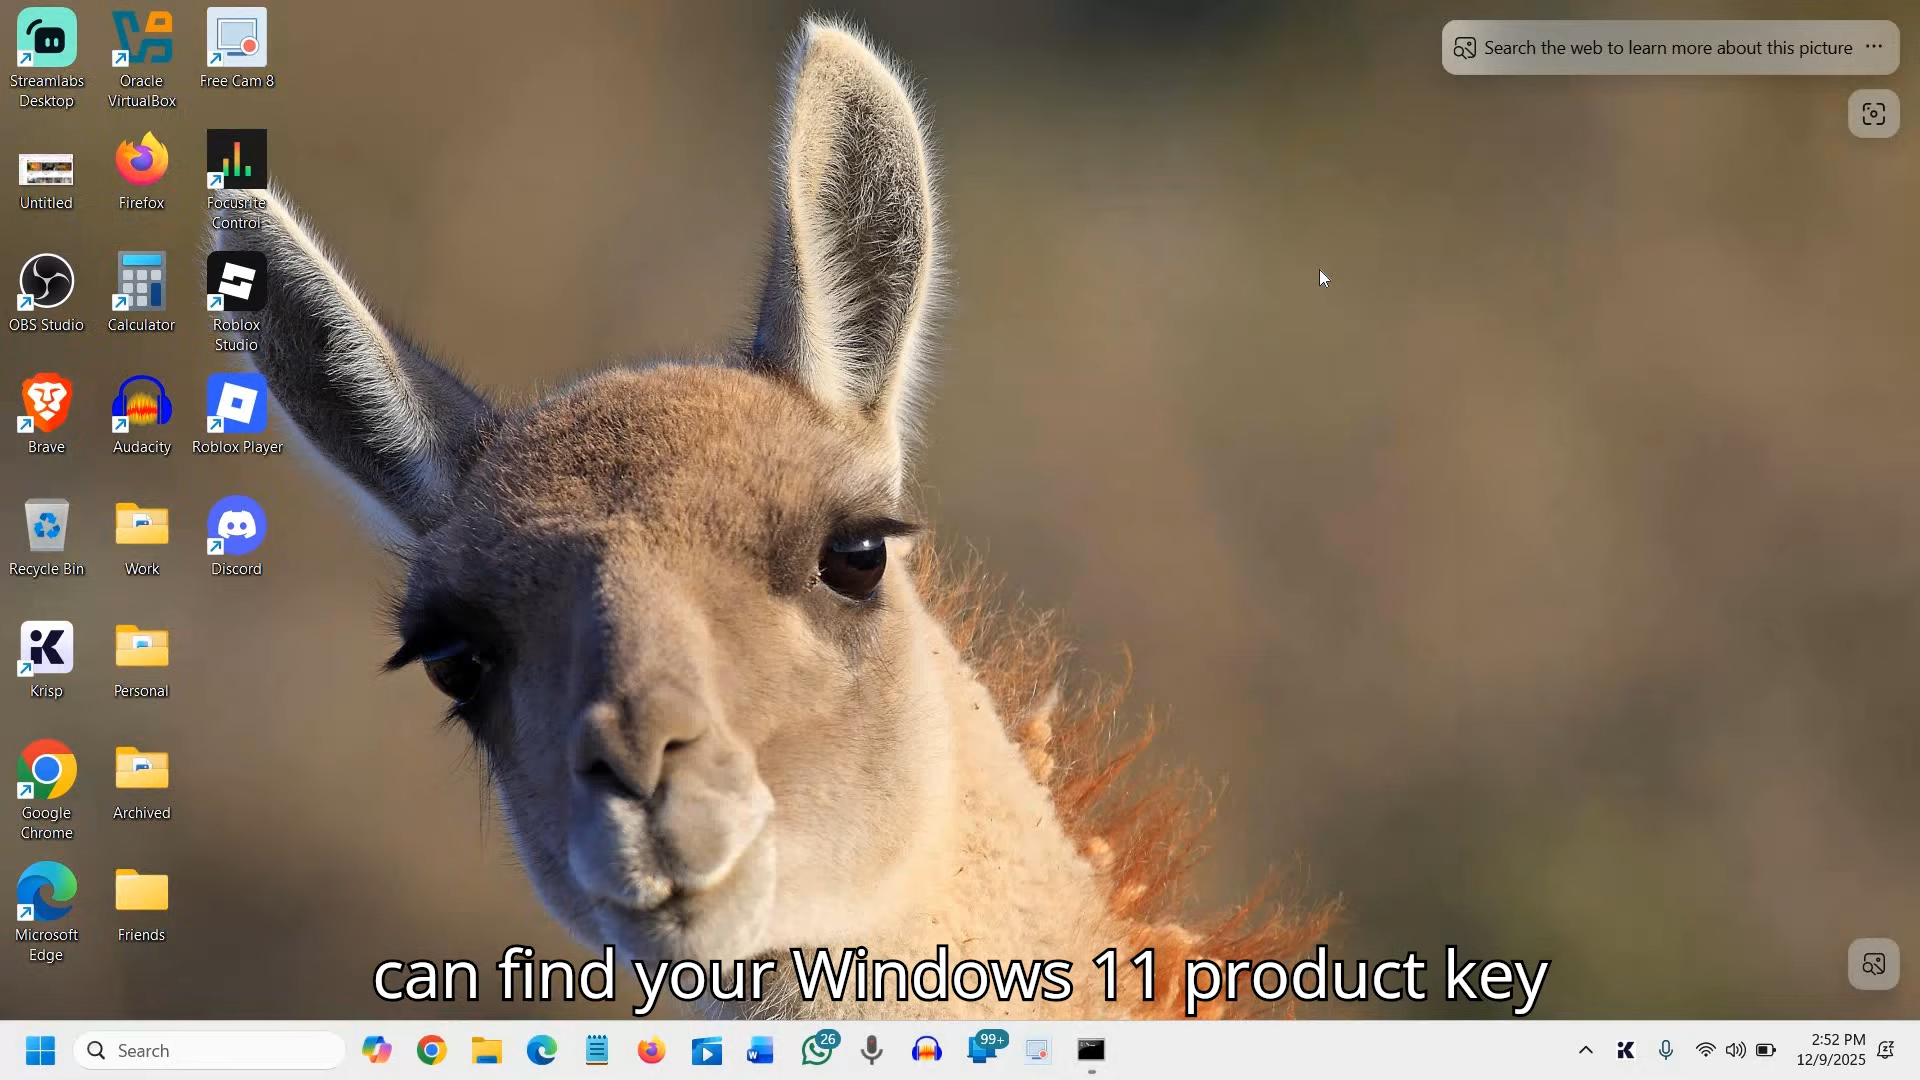 Streamlabs
Desktop
Oracle
VirtualBox
Free Cam 8
Search the web to learn more about this picture
Untitled
Firefox
Focusrite
Control
OBS Studio
Calculator
Roblox
Studio
Brave
Audacity
Roblox Player
Recycle Bin
Work
Discord
Krisp
Personal
Google
Chrome
Archived
Microsoft
Edge
Friends
can find your Windows 11 product key
Search
26
99+
2:52 PM
12/9/2025